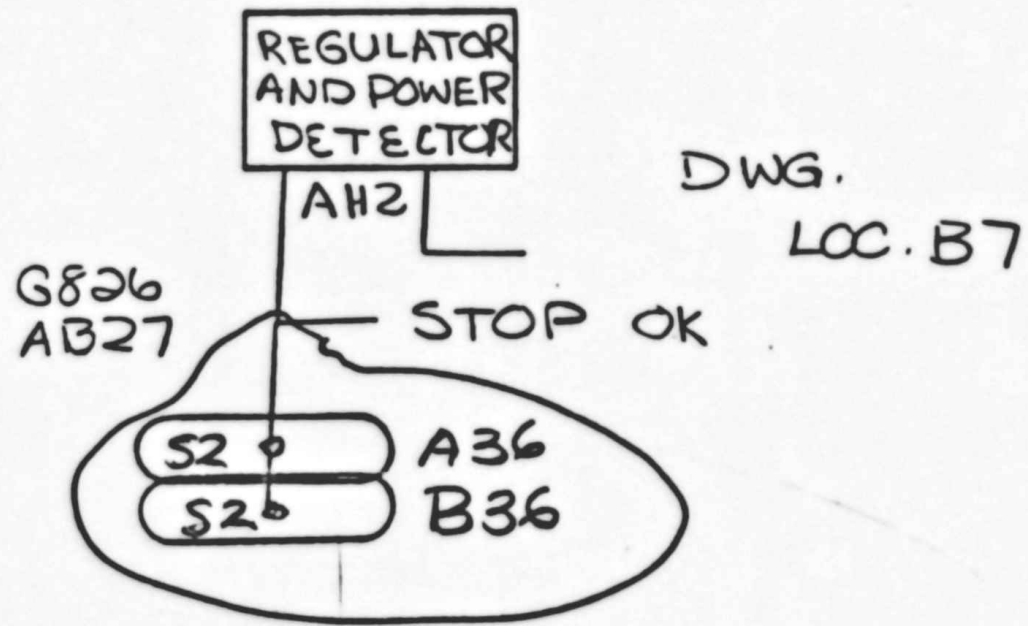 REGULATOR
AND POWER
DETECTOR
AH2
DWG.
LOC. B7
G826
AB27
STOP OK
S2 A36
S2 B36